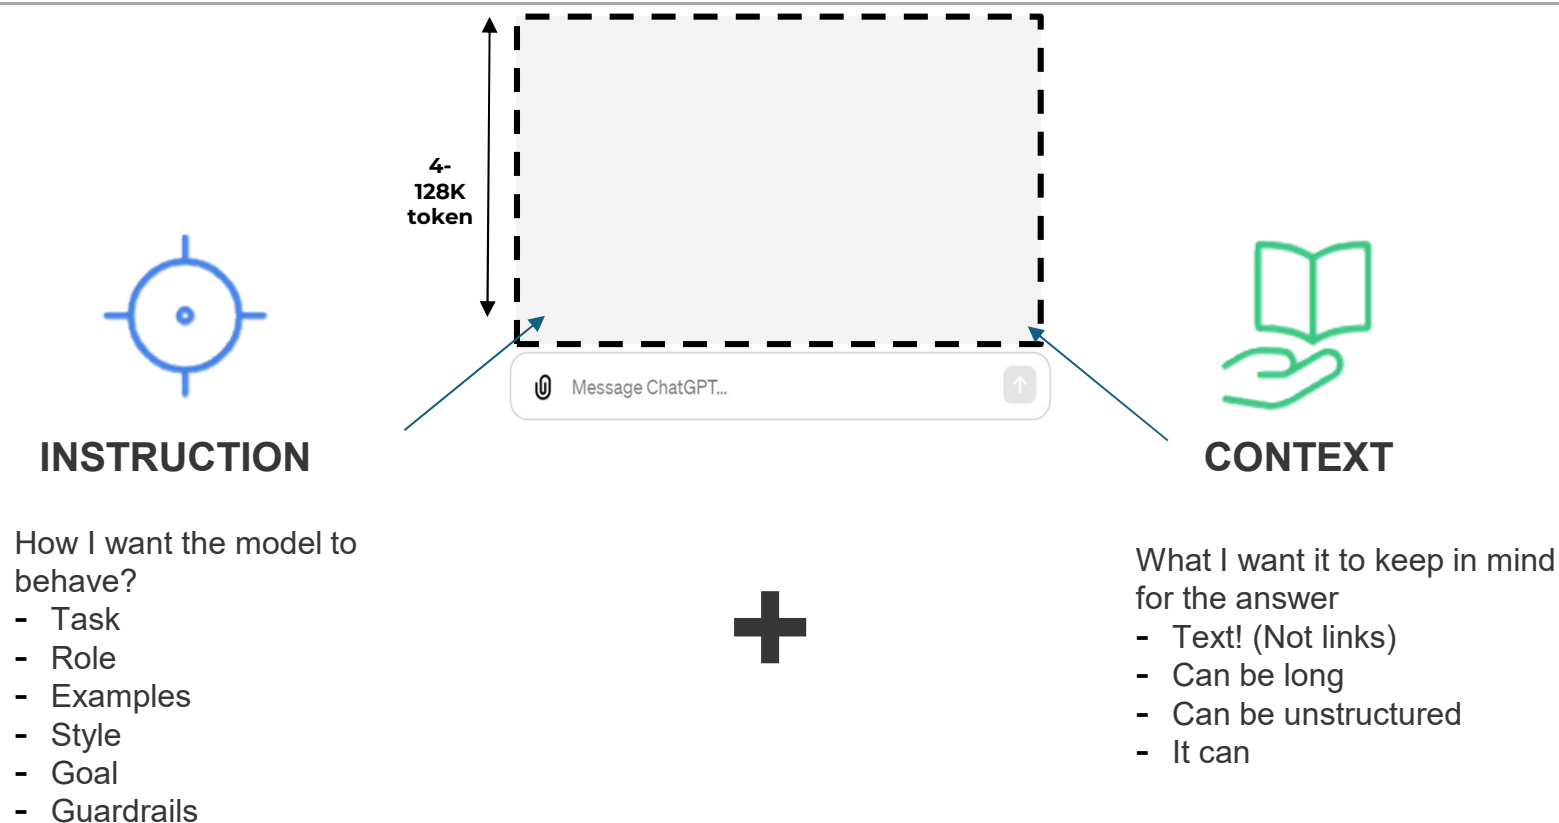 4-
128K
token
Message ChatGPT...
INSTRUCTION
How I want the model to
behave?
- Task
- Role
- Examples
- Style
- Goal
- Guardrails
CONTEXT
What I want it to keep in mind
for the answer
- Text! (Not links)
- Can be long
- Can be unstructured
- It can